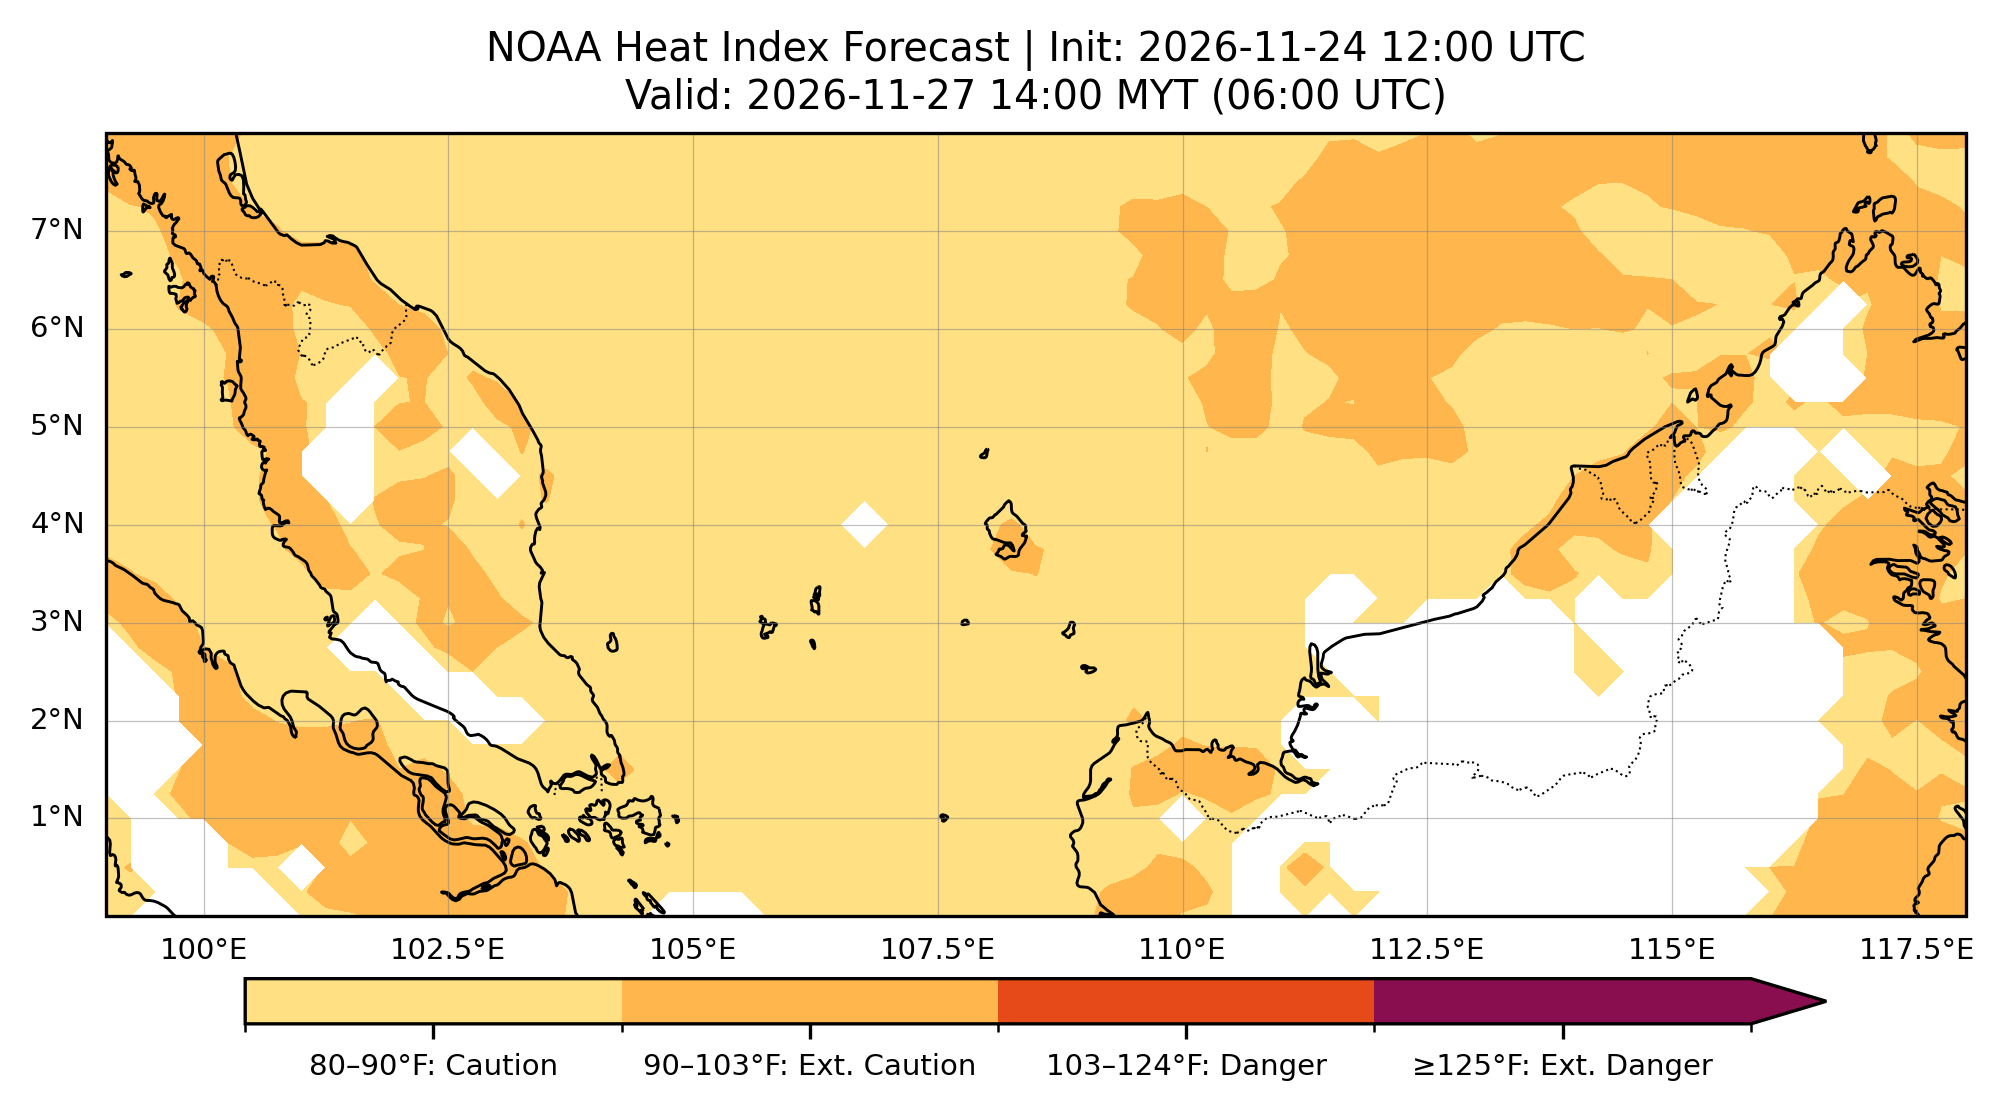 NOAA Heat Index Forecast | Init: 2026-11-24 12:00 UTC
Valid: 2026-11-27 14:00 MYT (06:00 UTC)
7°N
6°N
5°N
4°N
3°N
2°N
1°N
100°E 102.5°E 105°E 107.5°E 110°E 112.5°E 115°E 117.5°E
80–90°F: Caution 90–103°F: Ext. Caution 103–124°F: Danger ≥125°F: Ext. Danger